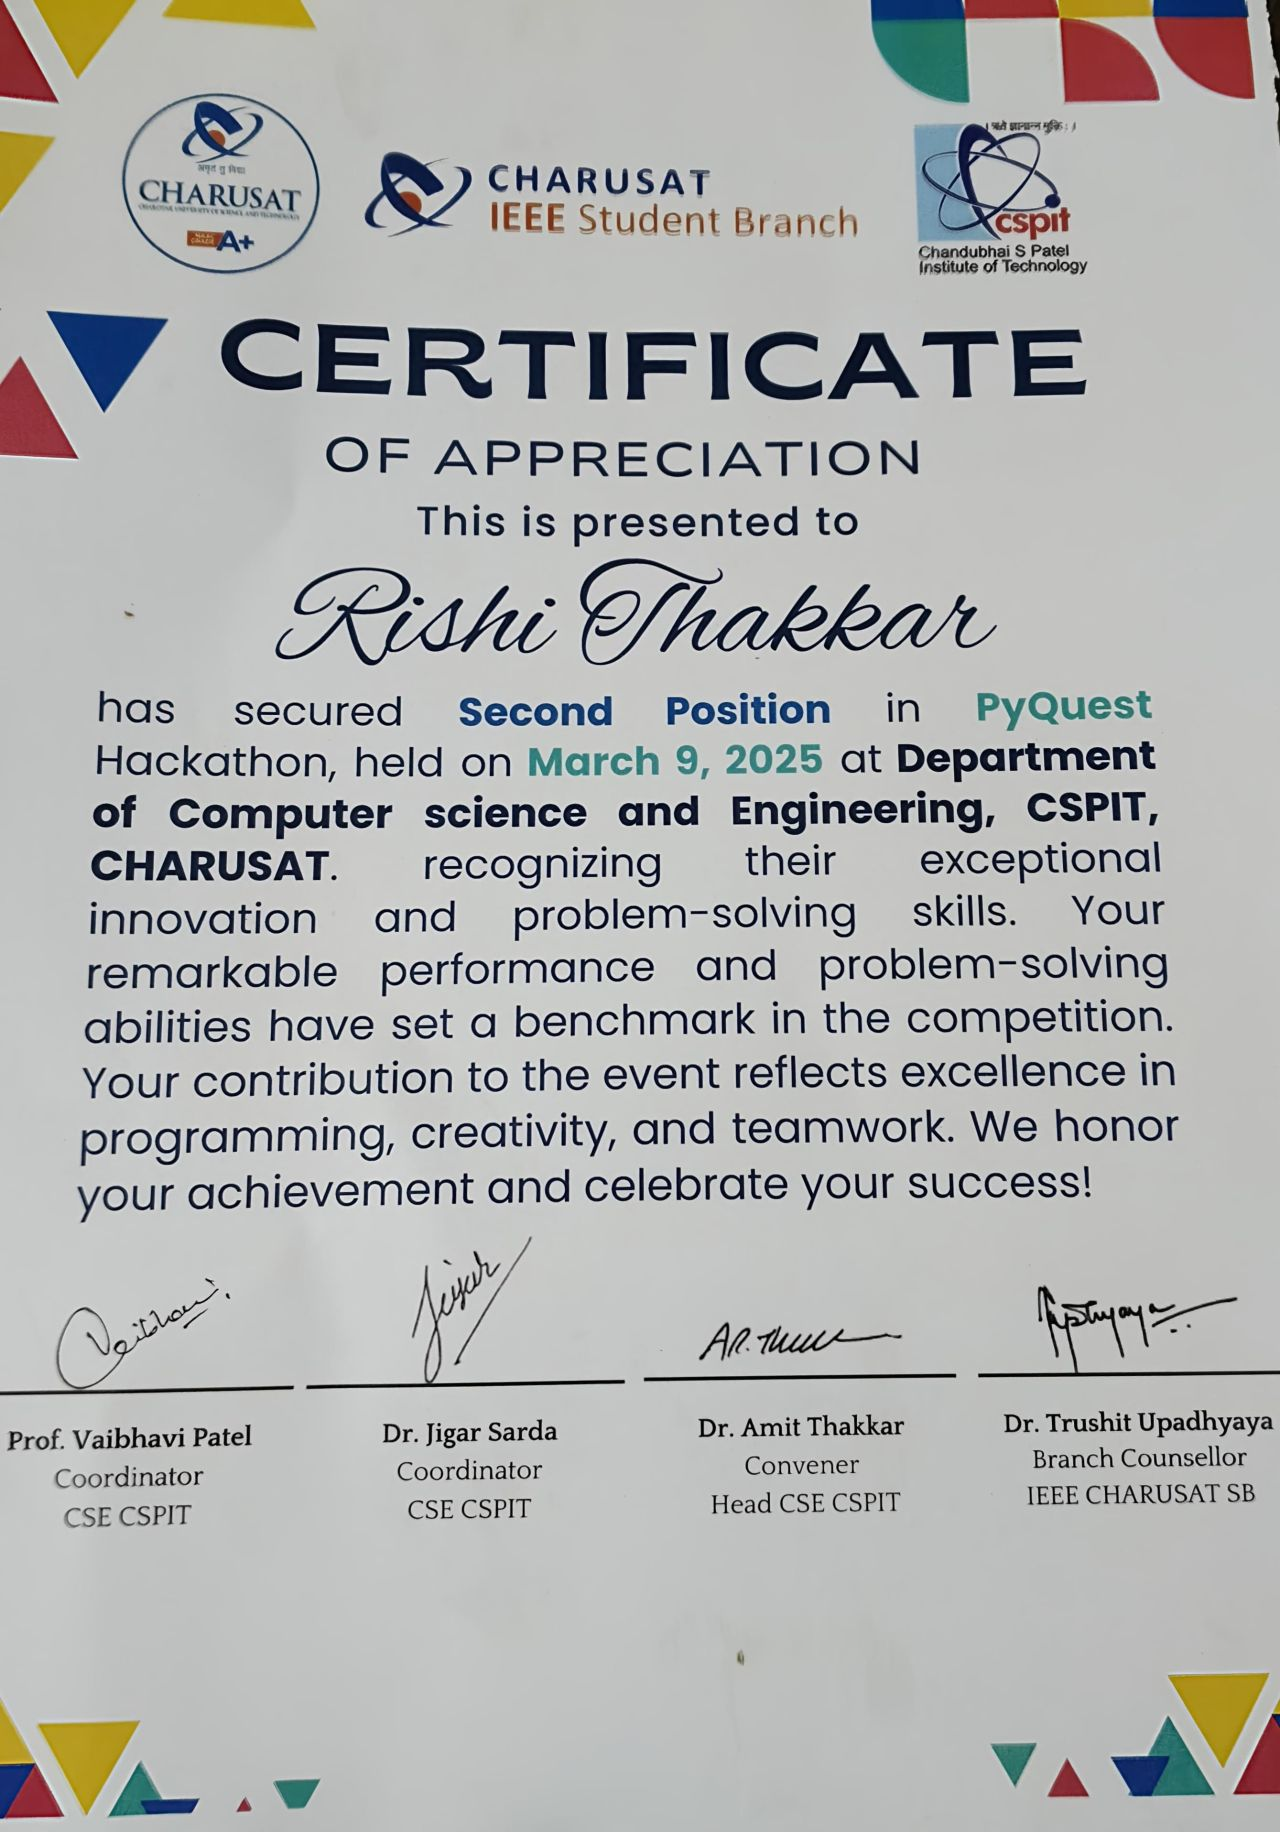 अमृतं तु विद्या
CHARUSAT
CHAROTAR UNIVERSITY OF SCIENCE AND TECHNOLOGY
A+
CHARUSAT
IEEE Student Branch
cspit
Chandubhai S Patel
Institute of Technology
CERTIFICATE
OF APPRECIATION
This is presented to
Rishi Thakkar
has secured Second Position in PyQuest
Hackathon, held on March 9, 2025 at Department
of Computer science and Engineering, CSPIT,
CHARUSAT. recognizing their exceptional
innovation and problem-solving skills. Your
remarkable performance and problem-solving
abilities have set a benchmark in the competition.
Your contribution to the event reflects excellence in
programming, creativity, and teamwork. We honor
your achievement and celebrate your success!
Vaibhavi
Jigar
Prof. Vaibhavi Patel
Coordinator
CSE CSPIT
Dr. Jigar Sarda
Coordinator
CSE CSPIT
Dr. Amit Thakkar
Convener
Head CSE CSPIT
Dr. Trushit Upadhyaya
Branch Counsellor
IEEE CHARUSAT SB